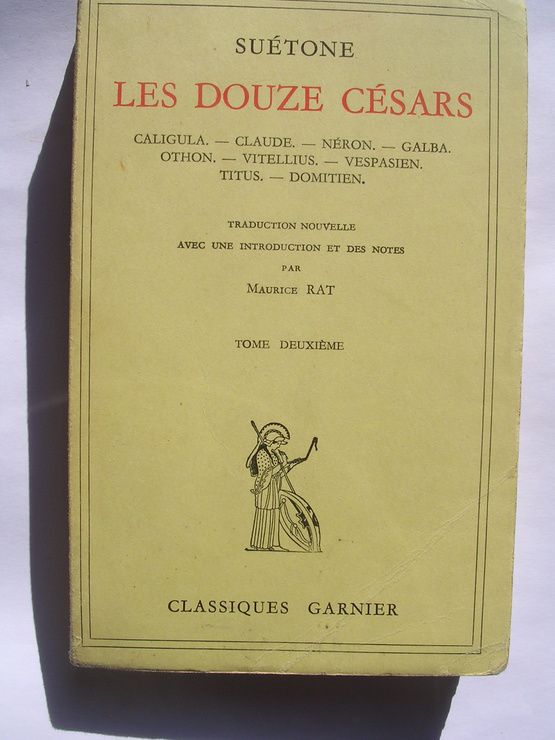 SUÉTONE
LES DOUZE CÉSARS
CALIGULA. — CLAUDE. — NÉRON. — GALBA.
OTHON. — VITELLIUS. — VESPASIEN.
TITUS. — DOMITIEN.
TRADUCTION NOUVELLE
AVEC UNE INTRODUCTION ET DES NOTES
PAR
MAURICE RAT
TOME DEUXIÈME
CLASSIQUES GARNIER